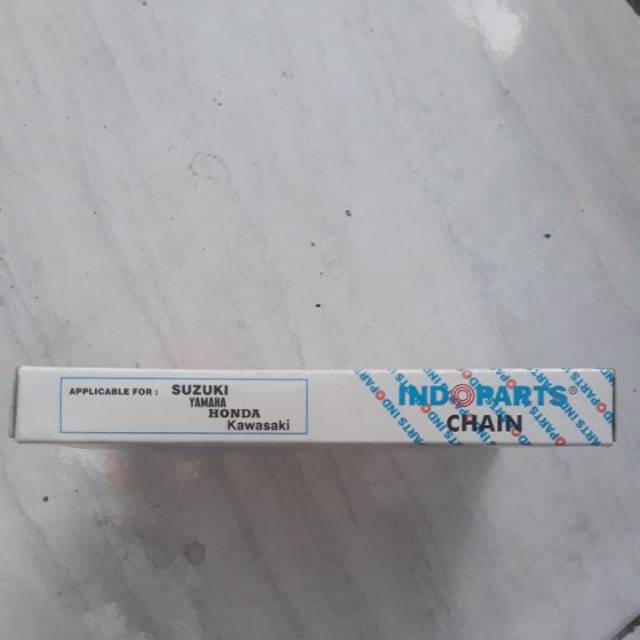 APPLICABLE FOR : SUZUKI
YAMAHA
HONDA
Kawasaki
INDOPARTS®
CHAIN